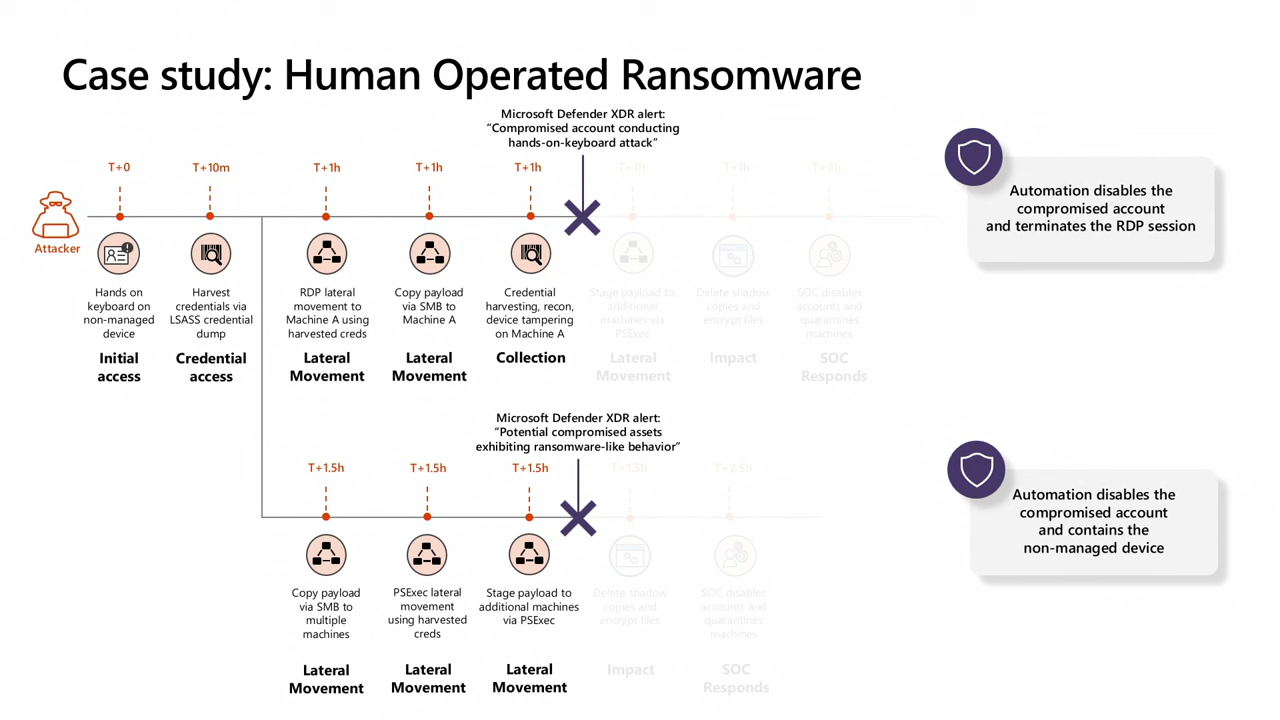 Case study: Human Operated Ransomware
Microsoft Defender XDR alert:
“Compromised account conducting
hands-on-keyboard attack”
T+0
T+10m
T+1h
T+1h
T+1h
T+1h
T+1h
T+2h
Attacker
Hands on
keyboard on
non-managed
device
Initial
access
Harvest
credentials via
LSASS credential
dump
Credential
access
RDP lateral
movement to
Machine A using
harvested creds
Lateral
Movement
Copy payload
via SMB to
Machine A
Lateral
Movement
Credential
harvesting, recon,
device tampering
on Machine A
Collection
Stage payload to
additional
machines via
PSExec
Lateral
Movement
Delete shadow
copies and
encrypt files
Impact
SOC disables
accounts and
quarantines
machines
SOC
Responds
Automation disables the
compromised account
and terminates the RDP session
Microsoft Defender XDR alert:
“Potential compromised assets
exhibiting ransomware-like behavior”
T+1.5h
T+1.5h
T+1.5h
T+1.5h
T+2.5h
Copy payload
via SMB to
multiple
machines
Lateral
Movement
PSExec lateral
movement
using harvested
creds
Lateral
Movement
Stage payload to
additional machines
via PSExec
Lateral
Movement
Delete shadow
copies and
encrypt files
Impact
SOC disables
accounts and
quarantines
machines
SOC
Responds
Automation disables the
compromised account
and contains the
non-managed device